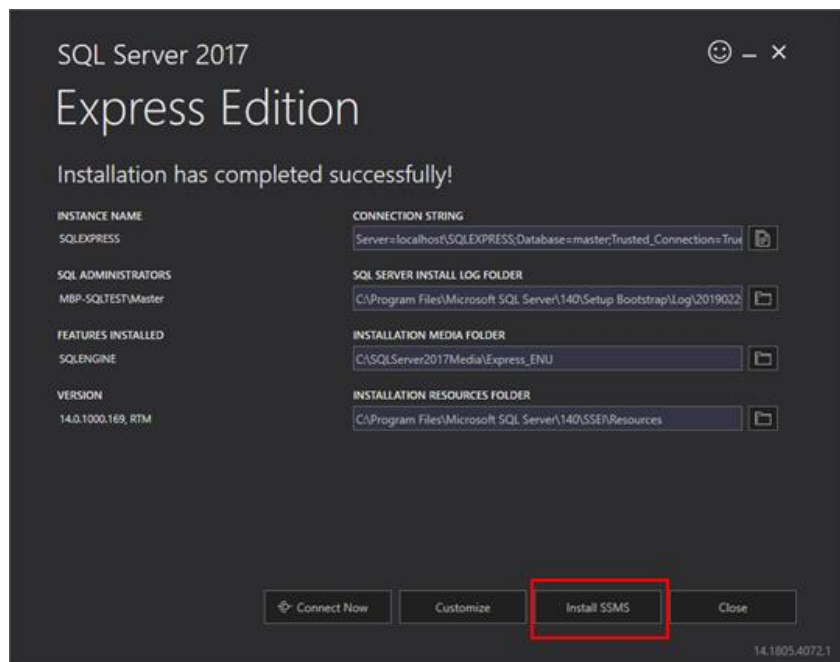 SQL Server 2017
Express Edition
Installation has completed successfully!
INSTANCE NAME
SQLEXPRESS
CONNECTION STRING
Server=localhost\SQLEXPRESS;Database=master;Trusted_Connection=True
SQL ADMINISTRATORS
MBP-SQLTEST\Master
SQL SERVER INSTALL LOG FOLDER
C:\Program Files\Microsoft SQL Server\140\Setup Bootstrap\Log\2019022
FEATURES INSTALLED
SQLENGINE
INSTALLATION MEDIA FOLDER
C:\SQLServer2017Media\Express_ENU
VERSION
14.0.1000.169, RTM
INSTALLATION RESOURCES FOLDER
C:\Program Files\Microsoft SQL Server\140\SSEI\Resources
Connect Now
Customize
Install SSMS
Close
14.1805.4072.1